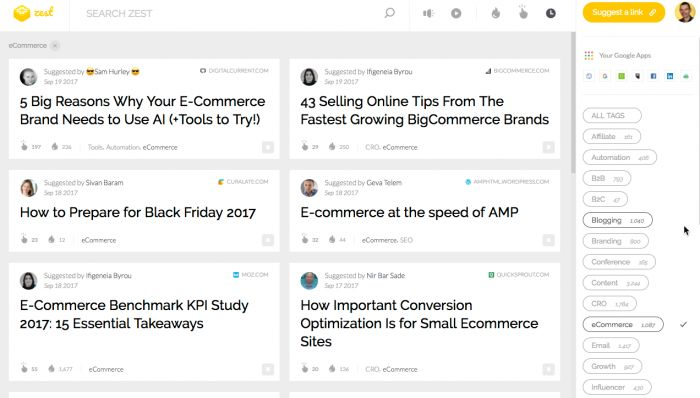 zest
SEARCH ZEST
Suggest a link
eCommerce ×
Suggested by 😎Sam Hurley 😎
DIGITALCURRENT.COM
Sep 19 2017
5 Big Reasons Why Your E-Commerce
Brand Needs to Use AI (+Tools to Try!)
197 236 Tools, Automation, eCommerce
Suggested by Ifigeneia Byrou
BIGCOMMERCE.COM
Sep 19 2017
43 Selling Online Tips From The
Fastest Growing BigCommerce Brands
29 250 CRO, eCommerce
Suggested by Sivan Baram
CURALATE.COM
Sep 18 2017
How to Prepare for Black Friday 2017
23 12 eCommerce
Suggested by Geva Telem
AMPHTML.WORDPRESS.COM
Sep 18 2017
E-commerce at the speed of AMP
32 44 eCommerce, SEO
Suggested by Ifigeneia Byrou
MOZ.COM
Sep 18 2017
E-Commerce Benchmark KPI Study
2017: 15 Essential Takeaways
55 1,677 eCommerce
Suggested by Nir Bar Sade
QUICKSPROUT.COM
Sep 17 2017
How Important Conversion
Optimization Is for Small Ecommerce
Sites
20 136 CRO, eCommerce
Your Google Apps
ALL TAGS
Affiliate 161
Automation 406
B2B 793
B2C 47
Blogging 1,040
Branding 800
Conference 165
Content 3,244
CRO 1,764
eCommerce 1,087
Email 1,417
Growth 927
Influencer 430